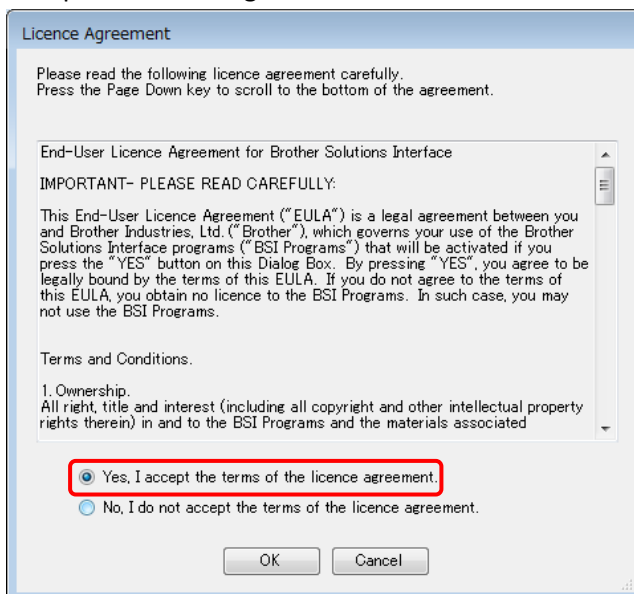 Licence Agreement
Please read the following licence agreement carefully.
Press the Page Down key to scroll to the bottom of the agreement.
End-User Licence Agreement for Brother Solutions Interface
IMPORTANT- PLEASE READ CAREFULLY:
This End-User Licence Agreement ("EULA") is a legal agreement between you
and Brother Industries, Ltd. ("Brother"), which governs your use of the Brother
Solutions Interface programs ("BSI Programs") that will be activated if you
press the "YES" button on this Dialog Box. By pressing "YES", you agree to be
legally bound by the terms of this EULA. If you do not agree to the terms of
this EULA, you obtain no licence to the BSI Programs. In such case, you may
not use the BSI Programs.
Terms and Conditions.
1. Ownership.
All right, title and interest (including all copyright and other intellectual property
rights therein) in and to the BSI Programs and the materials associated
Yes, I accept the terms of the licence agreement.
No, I do not accept the terms of the licence agreement.
OK Cancel